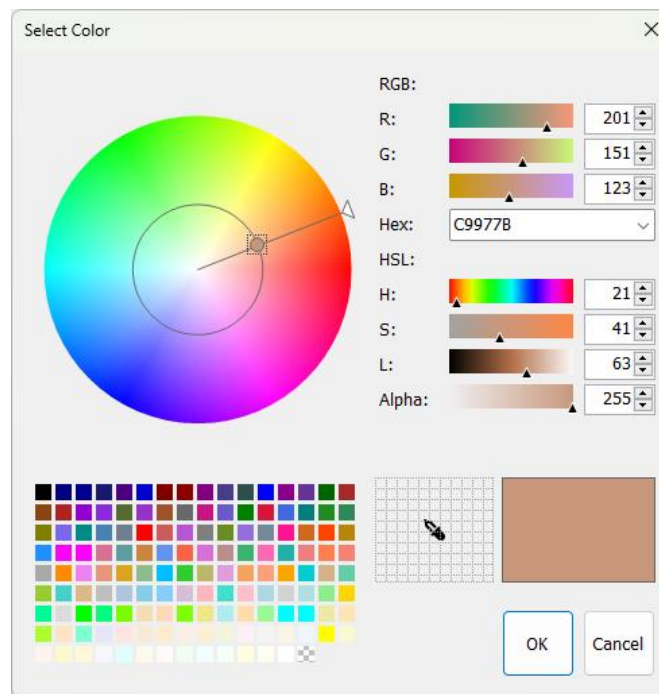 Select Color
RGB:
R: 201
G: 151
B: 123
Hex: C9977B
HSL:
H: 21
S: 41
L: 63
Alpha: 255
OK Cancel